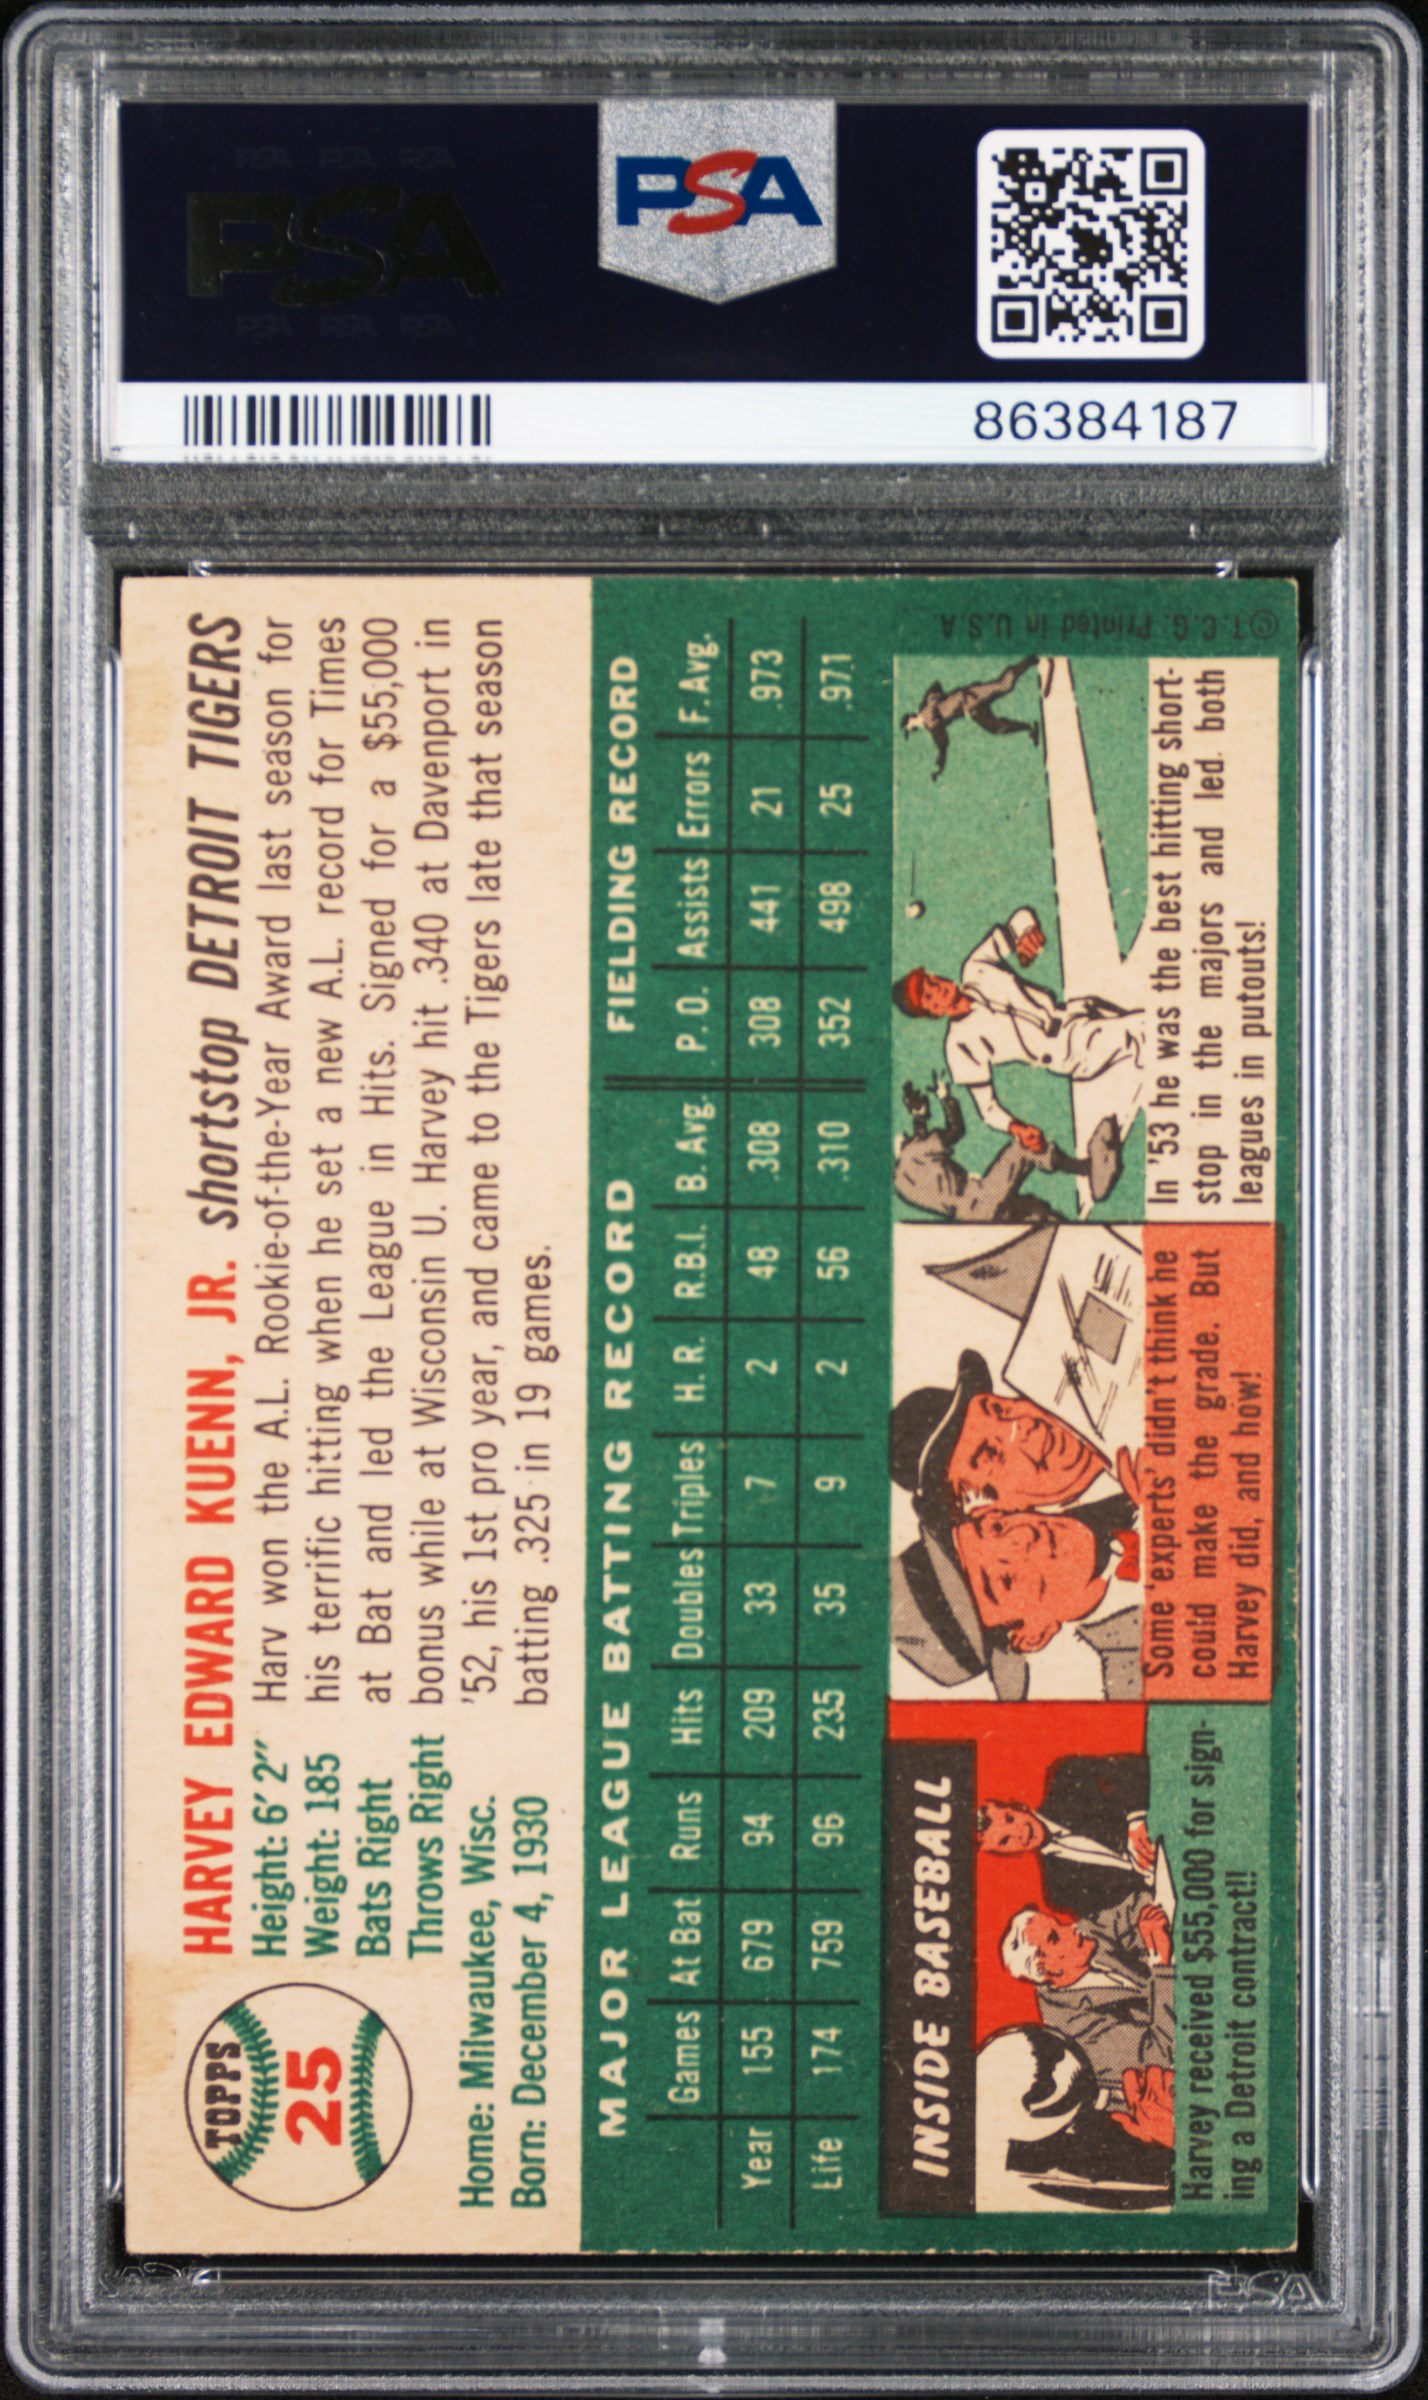 PSA PSA PSA
PSA
PSA PSA PSA
PSA
86384187
TOPPS
25
HARVEY EDWARD KUENN, JR. shortstop DETROIT TIGERS
Height: 6' 2"
Weight: 185
Bats Right
Throws Right
Home: Milwaukee, Wisc.
Born: December 4, 1930
Harv won the A.L. Rookie-of-the-Year Award last season for
his terrific hitting when he set a new A.L. record for Times
at Bat and led the League in Hits. Signed for a $55,000
bonus while at Wisconsin U. Harvey hit .340 at Davenport in
'52, his 1st pro year, and came to the Tigers late that season
batting .325 in 19 games.
MAJOR LEAGUE BATTING RECORD FIELDING RECORD
Games At Bat Runs Hits Doubles Triples H. R. R.B.I. B. Avg. P. O. Assists Errors F. Avg.
Year 155 679 94 209 33 7 2 48 .308 308 441 21 .973
Life 174 759 96 235 35 9 2 56 .310 352 498 25 .971
INSIDE BASEBALL
Harvey received $55,000 for sign-
ing a Detroit contract!!
Some 'experts' didn't think he
could make the grade. But
Harvey did, and how!
In '53 he was the best hitting short-
stop in the majors and led both
leagues in putouts!
©T.C.G. Printed in U.S.A
PSA